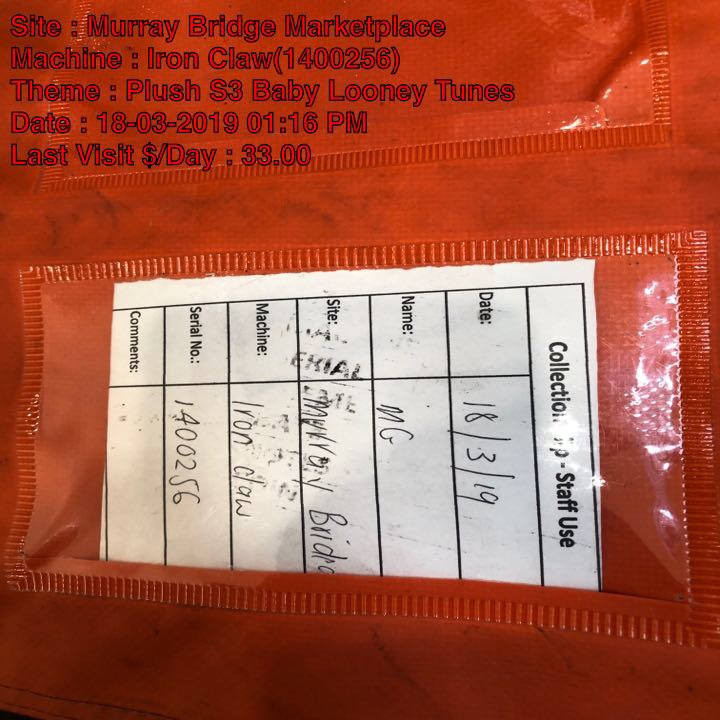 Site : Murray Bridge Marketplace
Machine : Iron Claw(1400256)
Theme : Plush S3 Baby Looney Tunes
Date : 18-03-2019 01:16 PM
Last Visit $/Day : 33.00
Collection - Staff Use
Date: 18/3/19
Name: MG
Site: Murray
Machine: Iron claw
Serial No.: 1400256
Comments: